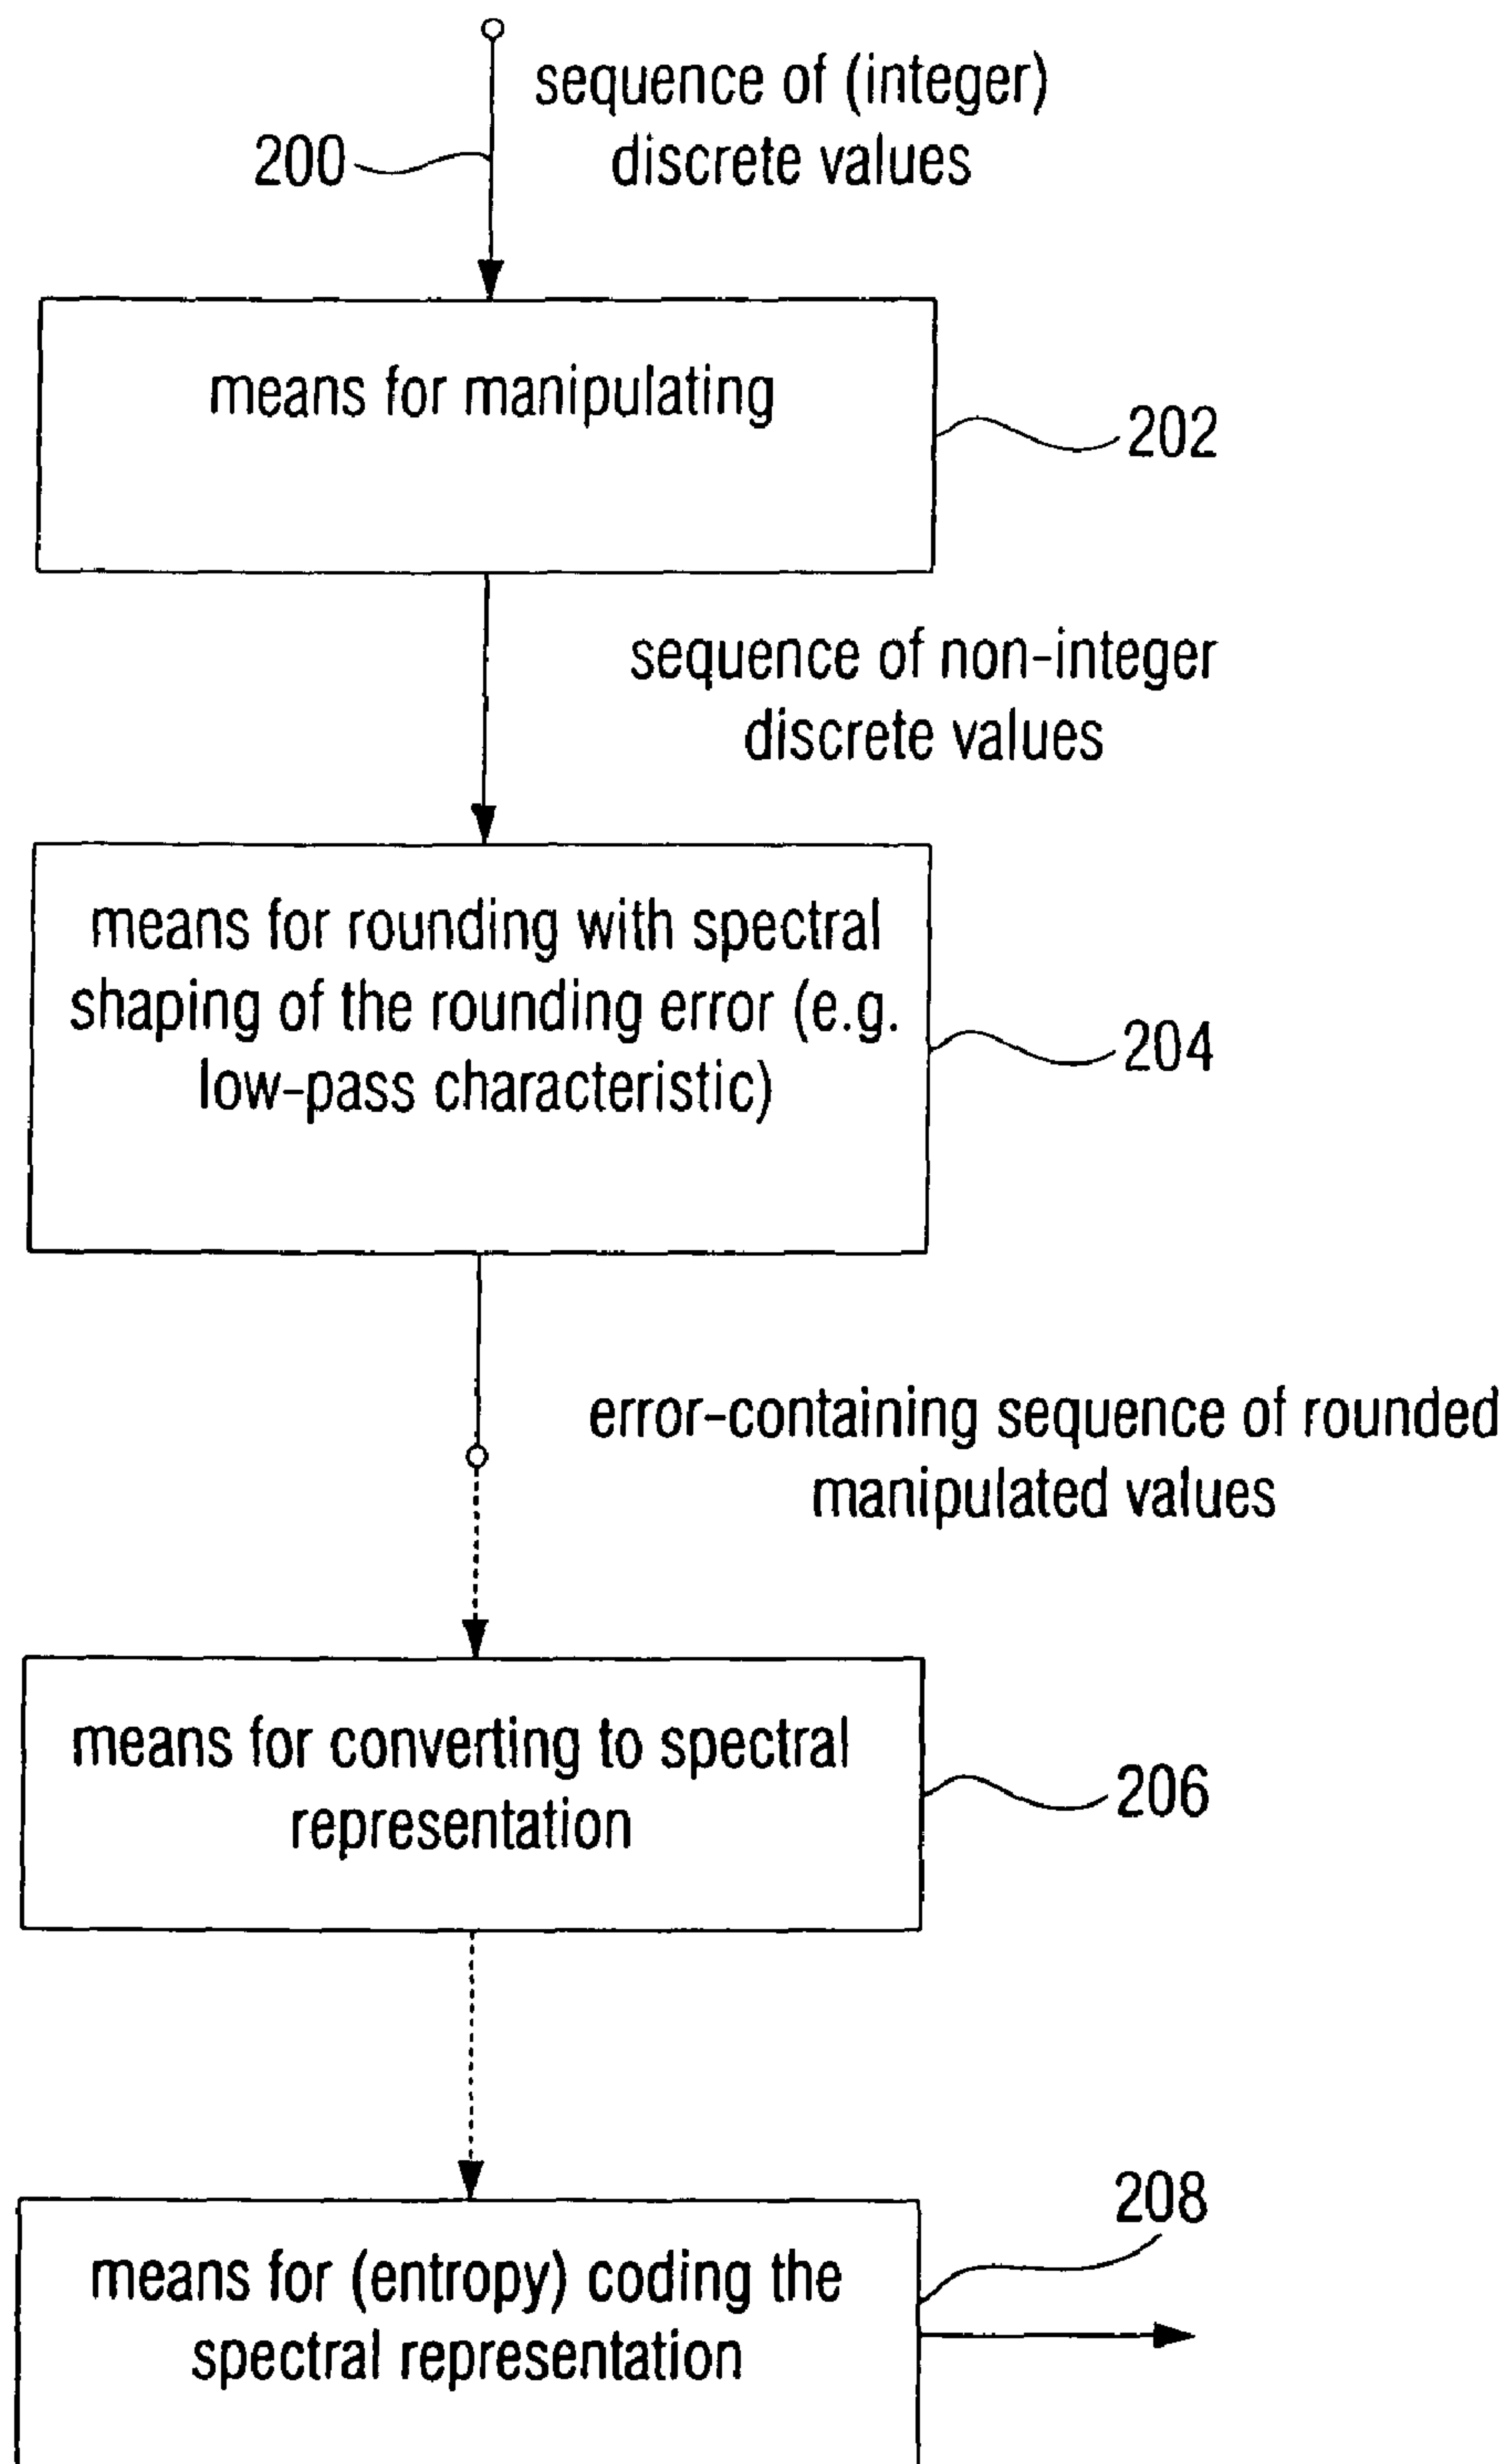 sequence of (integer)
discrete values
200
means for manipulating
202
sequence of non-integer
discrete values
means for rounding with spectral
shaping of the rounding error (e.g.
low-pass characteristic)
204
error-containing sequence of rounded
manipulated values
means for converting to spectral
representation
206
208
means for (entropy) coding the
spectral representation